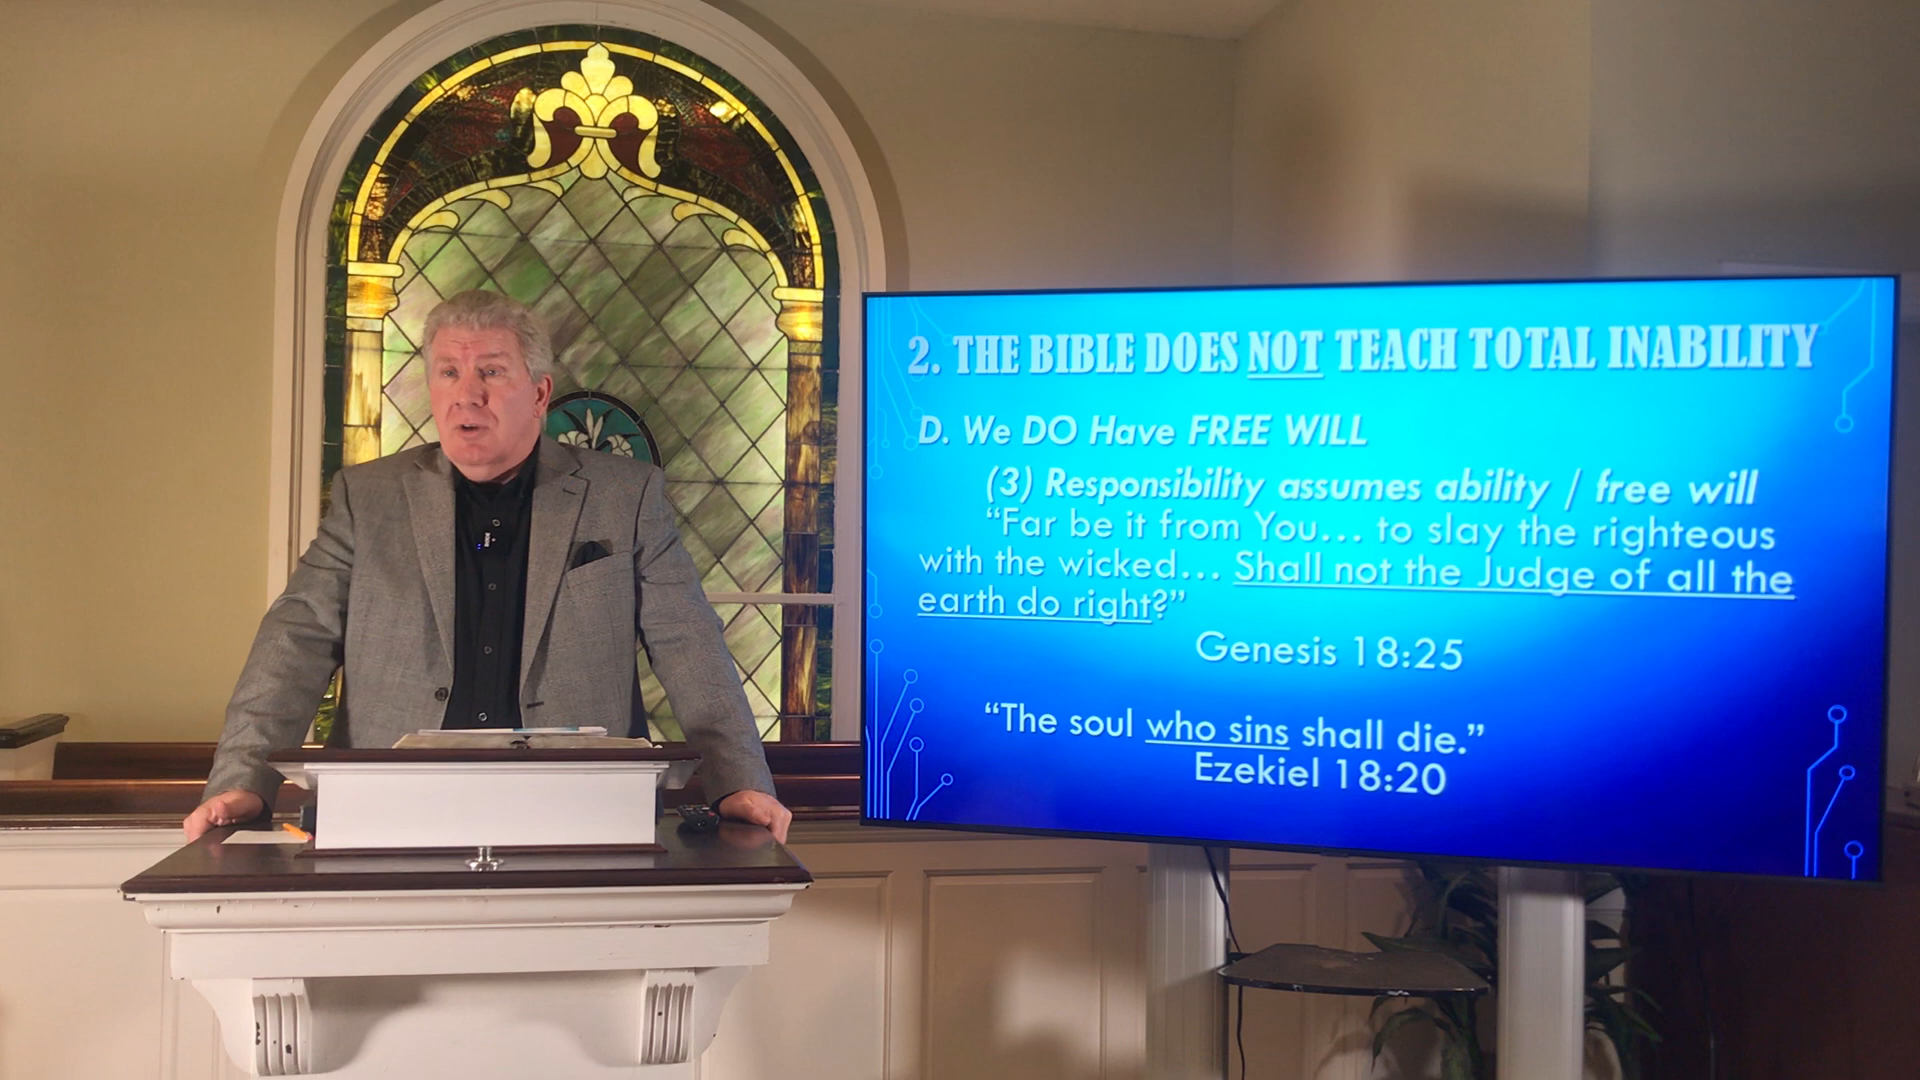 2. THE BIBLE DOES NOT TEACH TOTAL INABILITY
D. We DO Have FREE WILL
(3) Responsibility assumes ability / free will
“Far be it from You... to slay the righteous
with the wicked... Shall not the Judge of all the
earth do right?”
Genesis 18:25
“The soul who sins shall die.”
Ezekiel 18:20